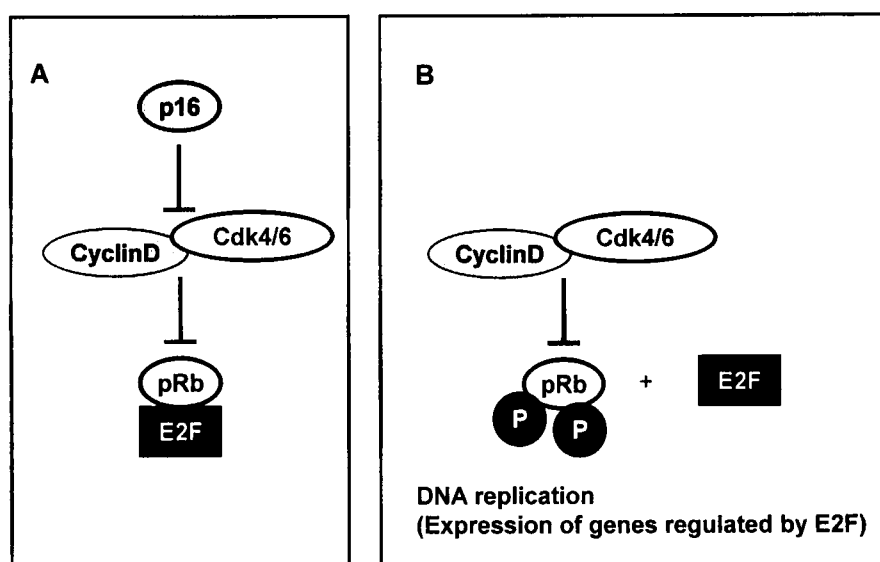 A
p16
CyclinD
Cdk4/6
pRb
E2F
B
CyclinD
Cdk4/6
pRb
+
E2F
P
P
DNA replication
(Expression of genes regulated by E2F)